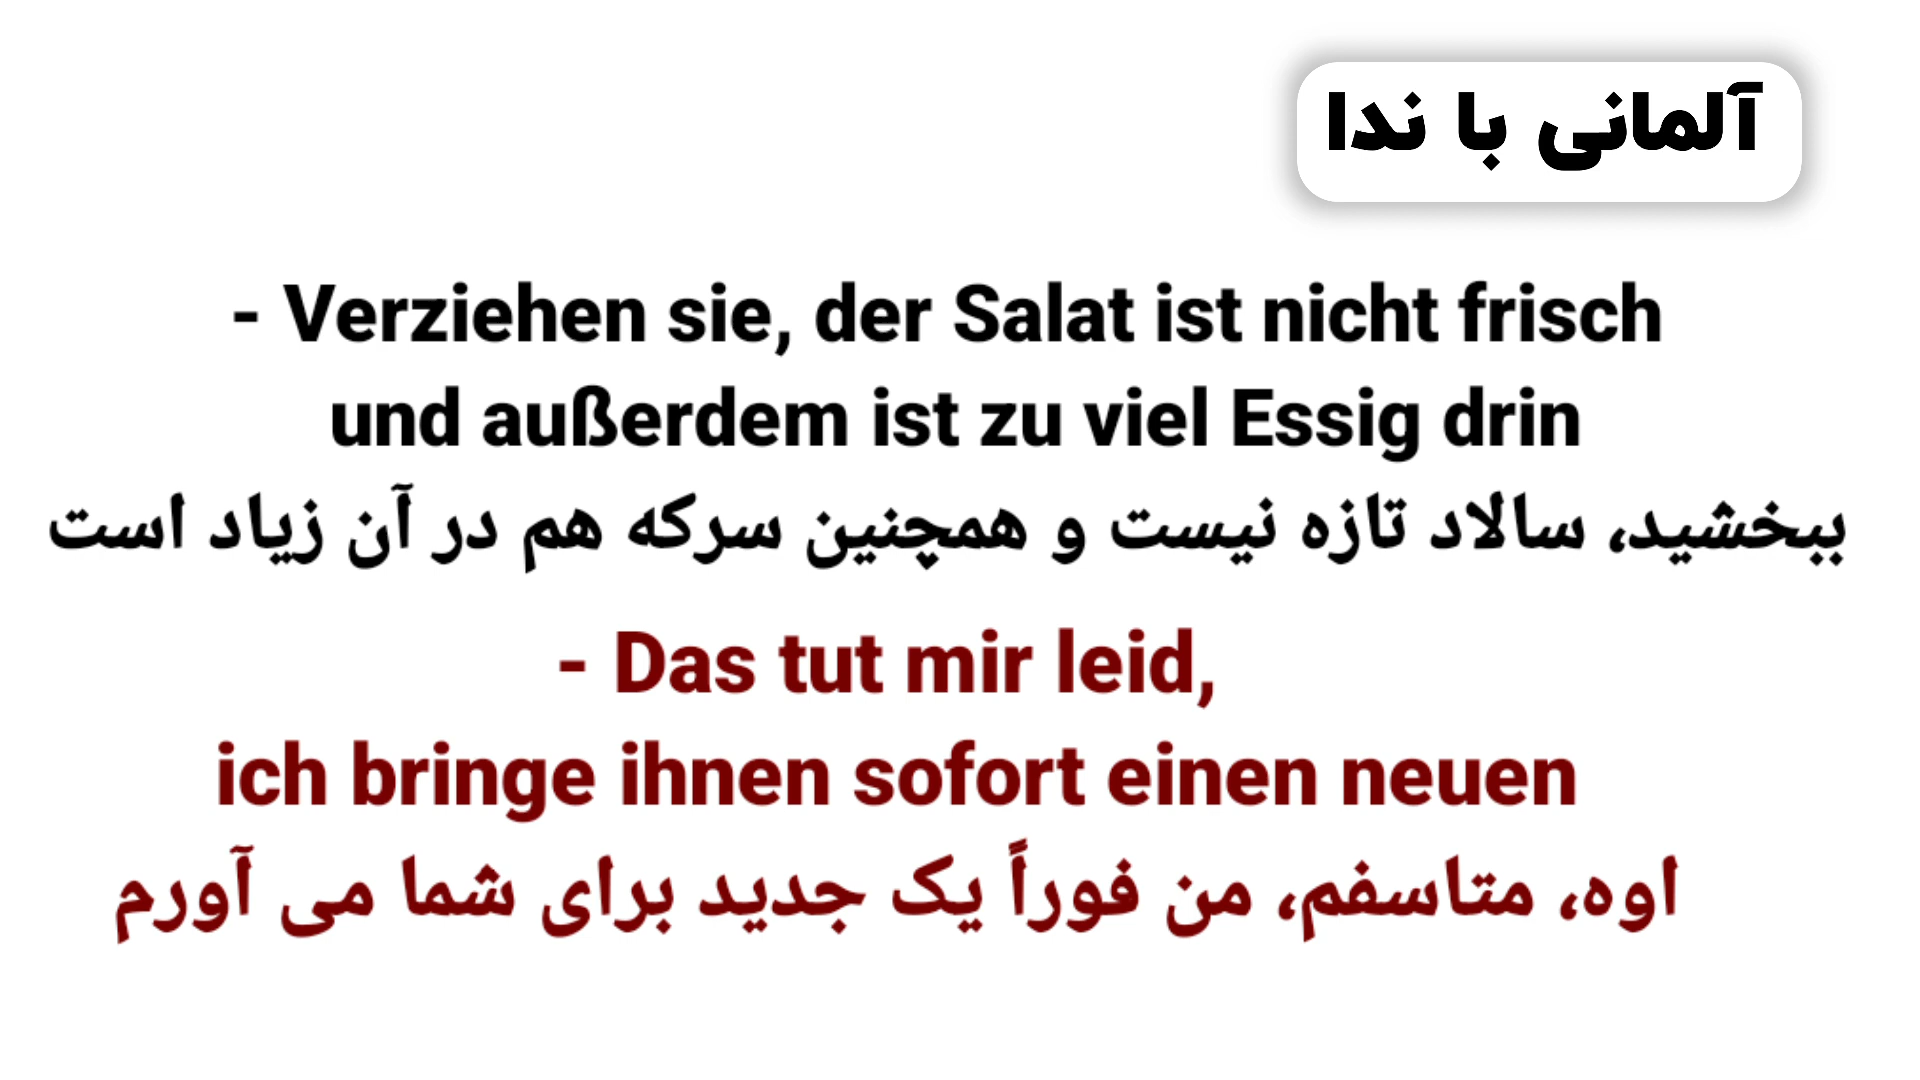 آلمانی با ندا
- Verziehen sie, der Salat ist nicht frisch
und außerdem ist zu viel Essig drin
ببخشید، سالاد تازه نیست و همچنین سرکه هم در آن زیاد است
- Das tut mir leid,
ich bringe ihnen sofort einen neuen
اوه، متاسفم، من فوراً یک جدید برای شما می آورم